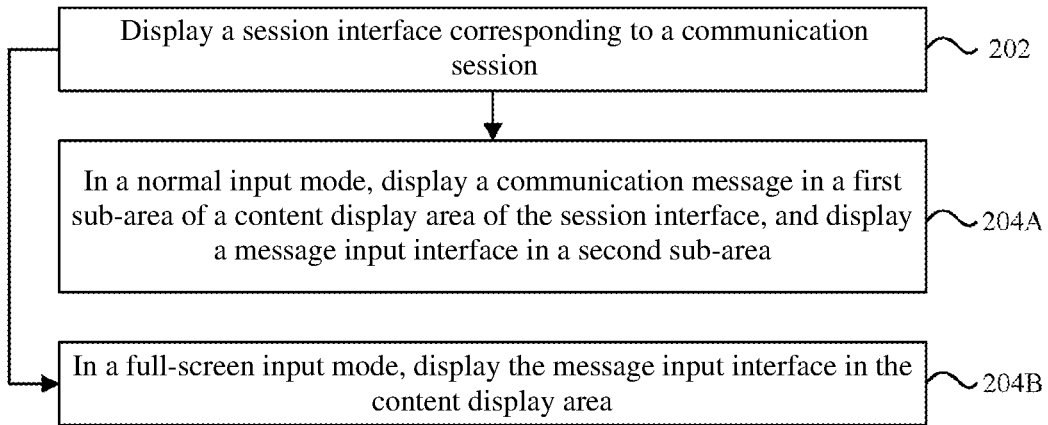 Display a session interface corresponding to a communication
session
202
In a normal input mode, display a communication message in a first
sub-area of a content display area of the session interface, and display
a message input interface in a second sub-area
204A
In a full-screen input mode, display the message input interface in the
content display area
204B